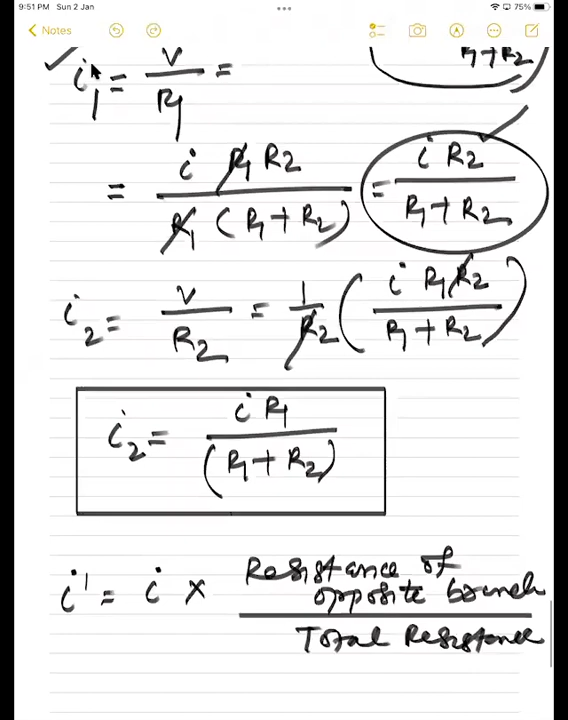 9:51 PM Sun 2 Jan
75%
Notes
R1+R2
i1 = V/R1 =
= i R1 R2 / R1 (R1 + R2) = i R2 / R1 + R2
i2 = V/R2 = 1/R2 ( i R1 R2 / R1 + R2 )
i2 = i R1 / (R1 + R2)
i' = i × Resistance of
opposite branch
Total Resistance